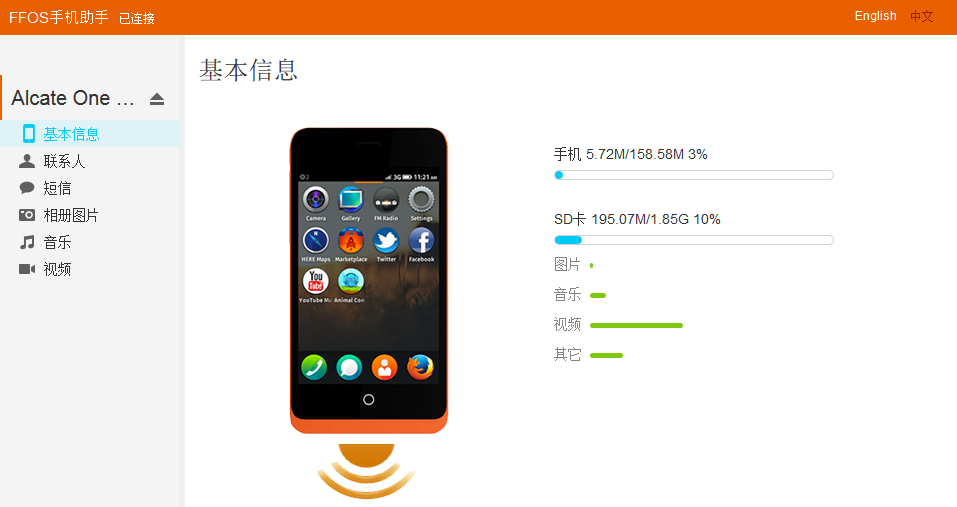 FFOS手机助手 已连接
English 中文
Alcate One ...
基本信息
联系人
短信
相册图片
音乐
视频
基本信息
2 3G 11:21 AM
Camera Gallery FM Radio Settings
HERE Maps Marketplace Twitter Facebook
You Tube
YouTube Mo Animal Con
手机 5.72M/158.58M 3%
SD卡 195.07M/1.85G 10%
图片
音乐
视频
其它